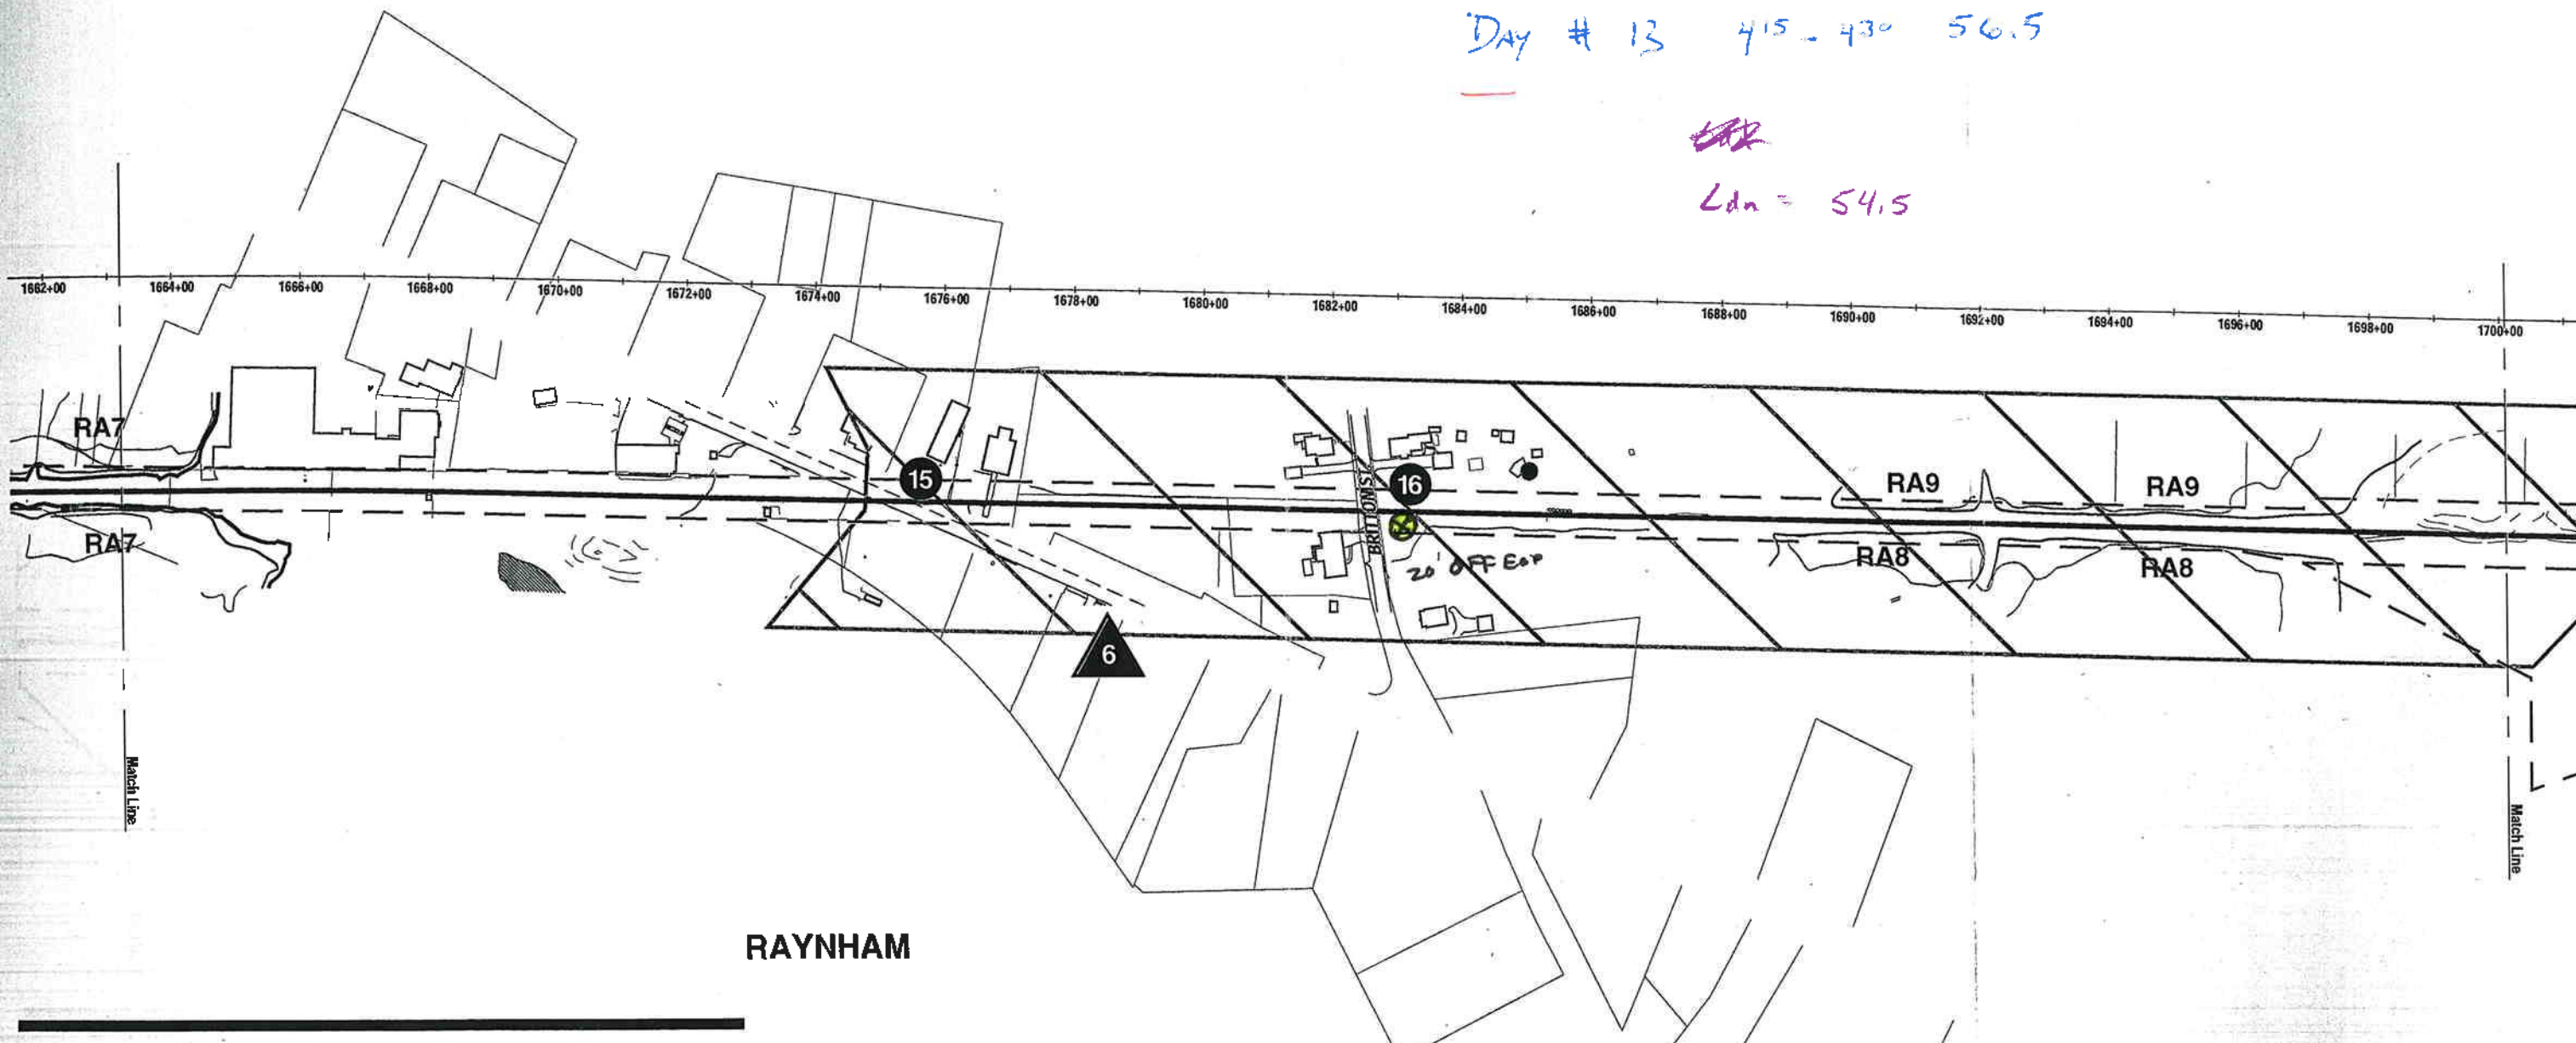 DAY # 13 4¹⁵ - 4³⁰ 56.5
Ldn = 54.5
1662+00 1664+00 1666+00 1668+00 1670+00 1672+00 1674+00 1676+00 1678+00 1680+00 1682+00 1684+00 1686+00 1688+00 1690+00 1692+00 1694+00 1696+00 1698+00 1700+00
RA7
15
16
RA9
RA9
BRITTON ST
RA7
20' OFF EOP
RA8
RA8
6
Match Line
Match Line
RAYNHAM